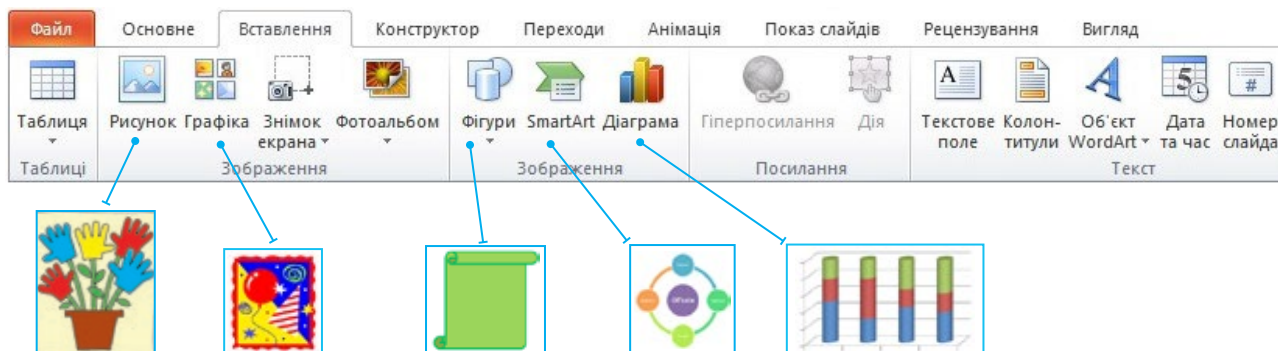 Файл Основне Вставлення Конструктор Переходи Анімація Показ слайдів Рецензування Вигляд
Таблиця Рисунок Графіка Знімок екрана Фотоальбом Фігури SmartArt Діаграма Гіперпосилання Дія Текстове поле Колон-титули Об'єкт WordArt Дата та час Номер слайда
Таблиці Зображення Зображення Посилання Текст